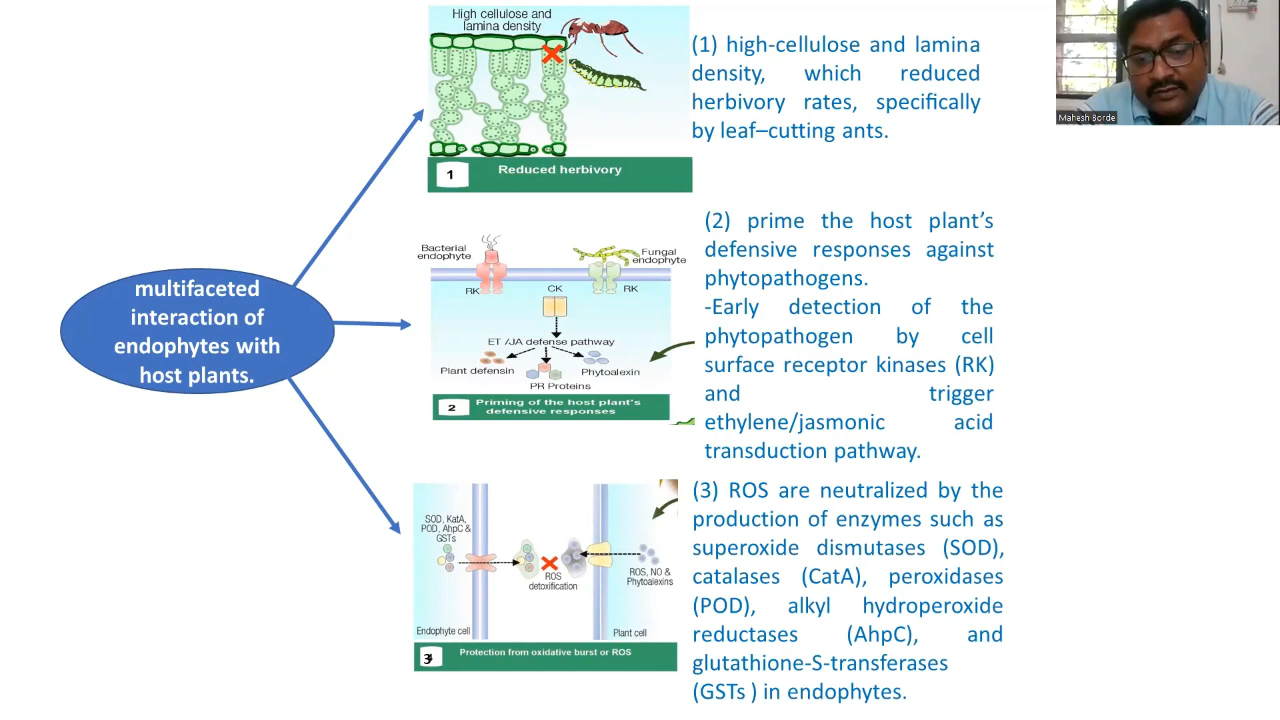 multifaceted
interaction of
endophytes with
host plants.
High cellulose and
lamina density
1
Reduced herbivory
(1) high-cellulose and lamina
density, which reduced
herbivory rates, specifically
by leaf–cutting ants.
Mahesh Borde
Bacterial
endophyte
Fungal
endophyte
RK
CK
RK
ET /JA defense pathway
Plant defensin
Phytoalexin
PR Proteins
2
Priming of the host plant's
defensive responses
(2) prime the host plant’s
defensive responses against
phytopathogens.
-Early detection of the
phytopathogen by cell
surface receptor kinases (RK)
and trigger
ethylene/jasmonic acid
transduction pathway.
SOD, KatA,
POD, AhpC &
GSTs
ROS
detoxification
ROS, NO &
Phytoalexins
Endophyte cell
Plant cell
3
Protection from oxidative burst or ROS
(3) ROS are neutralized by the
production of enzymes such as
superoxide dismutases (SOD),
catalases (CatA), peroxidases
(POD), alkyl hydroperoxide
reductases (AhpC), and
glutathione-S-transferases
(GSTs ) in endophytes.